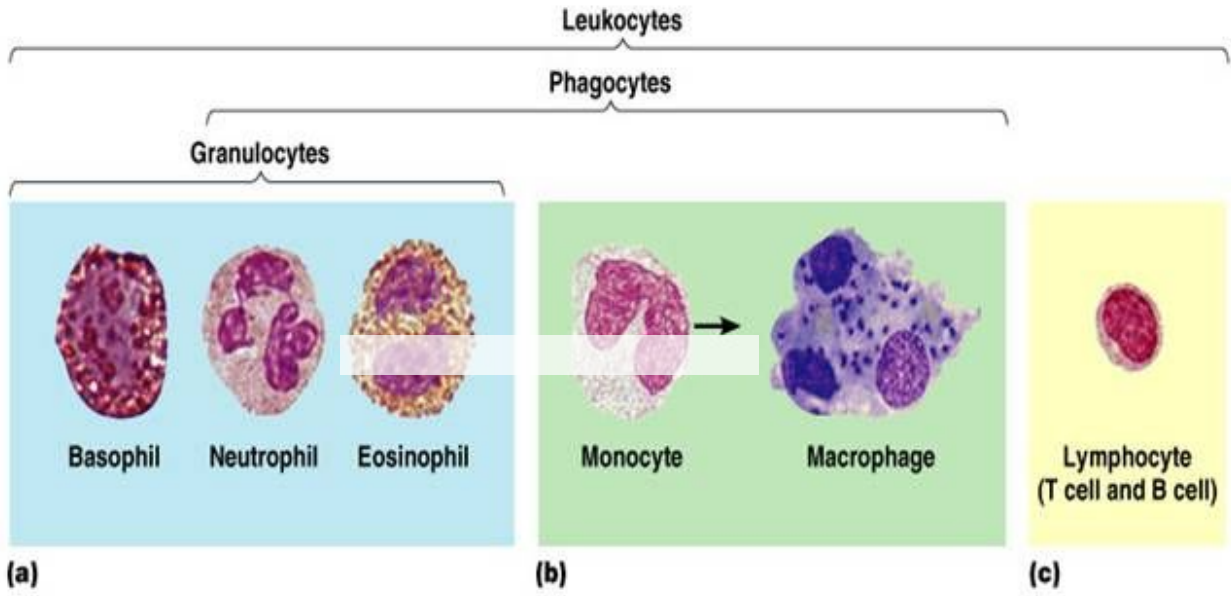 Leukocytes
Phagocytes
Granulocytes
Basophil
Neutrophil
Eosinophil
Monocyte
Macrophage
Lymphocyte
(T cell and B cell)
(a)
(b)
(c)